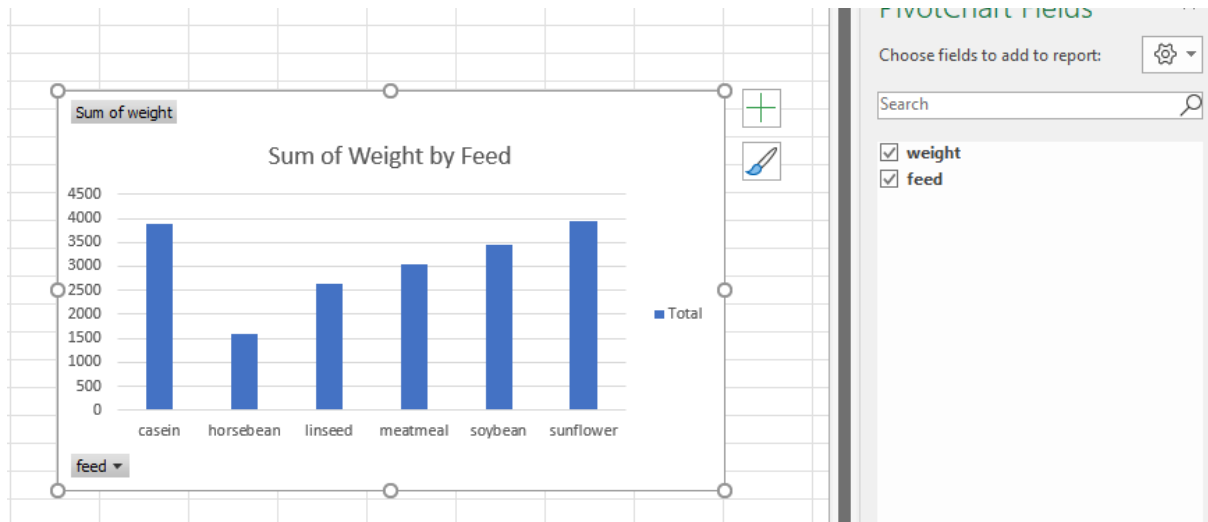 PivotChart Fields
Choose fields to add to report:
Search
weight
feed
Sum of weight
Sum of Weight by Feed
4500
4000
3500
3000
2500
2000
1500
1000
500
0
casein horsebean linseed meatmeal soybean sunflower
Total
feed